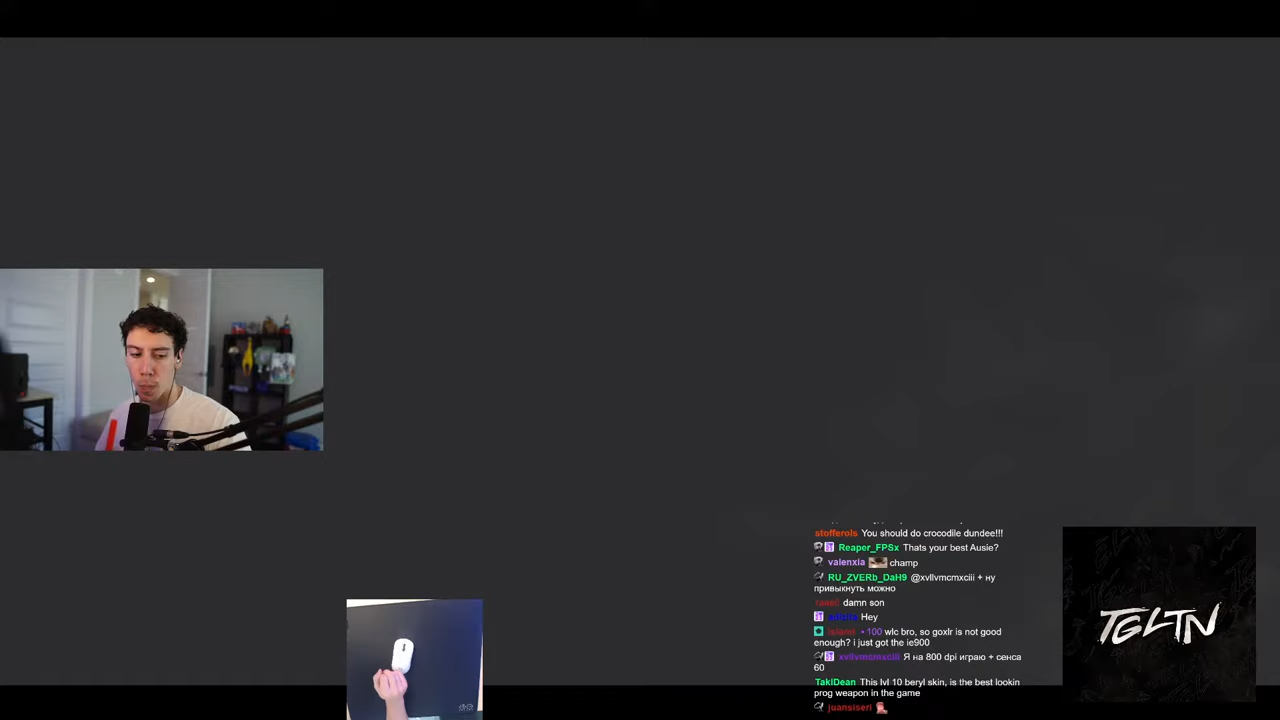 stofferols You should do crocodile dundee!!!
Reaper_FPSx Thats your best Ausie?
valenxia champ
RU_ZVERb_DaH9 @xvllvmcmxciii + ну
привыкнуть можно
damn son
Hey
+100 wlc bro, so goxlr is not good
enough? i just got the ie900
xvllvmcmxciii Я на 800 dpi играю + сенса
60
TakiDean This lvl 10 beryl skin, is the best lookin
prog weapon in the game
juansiseri
TGLTN